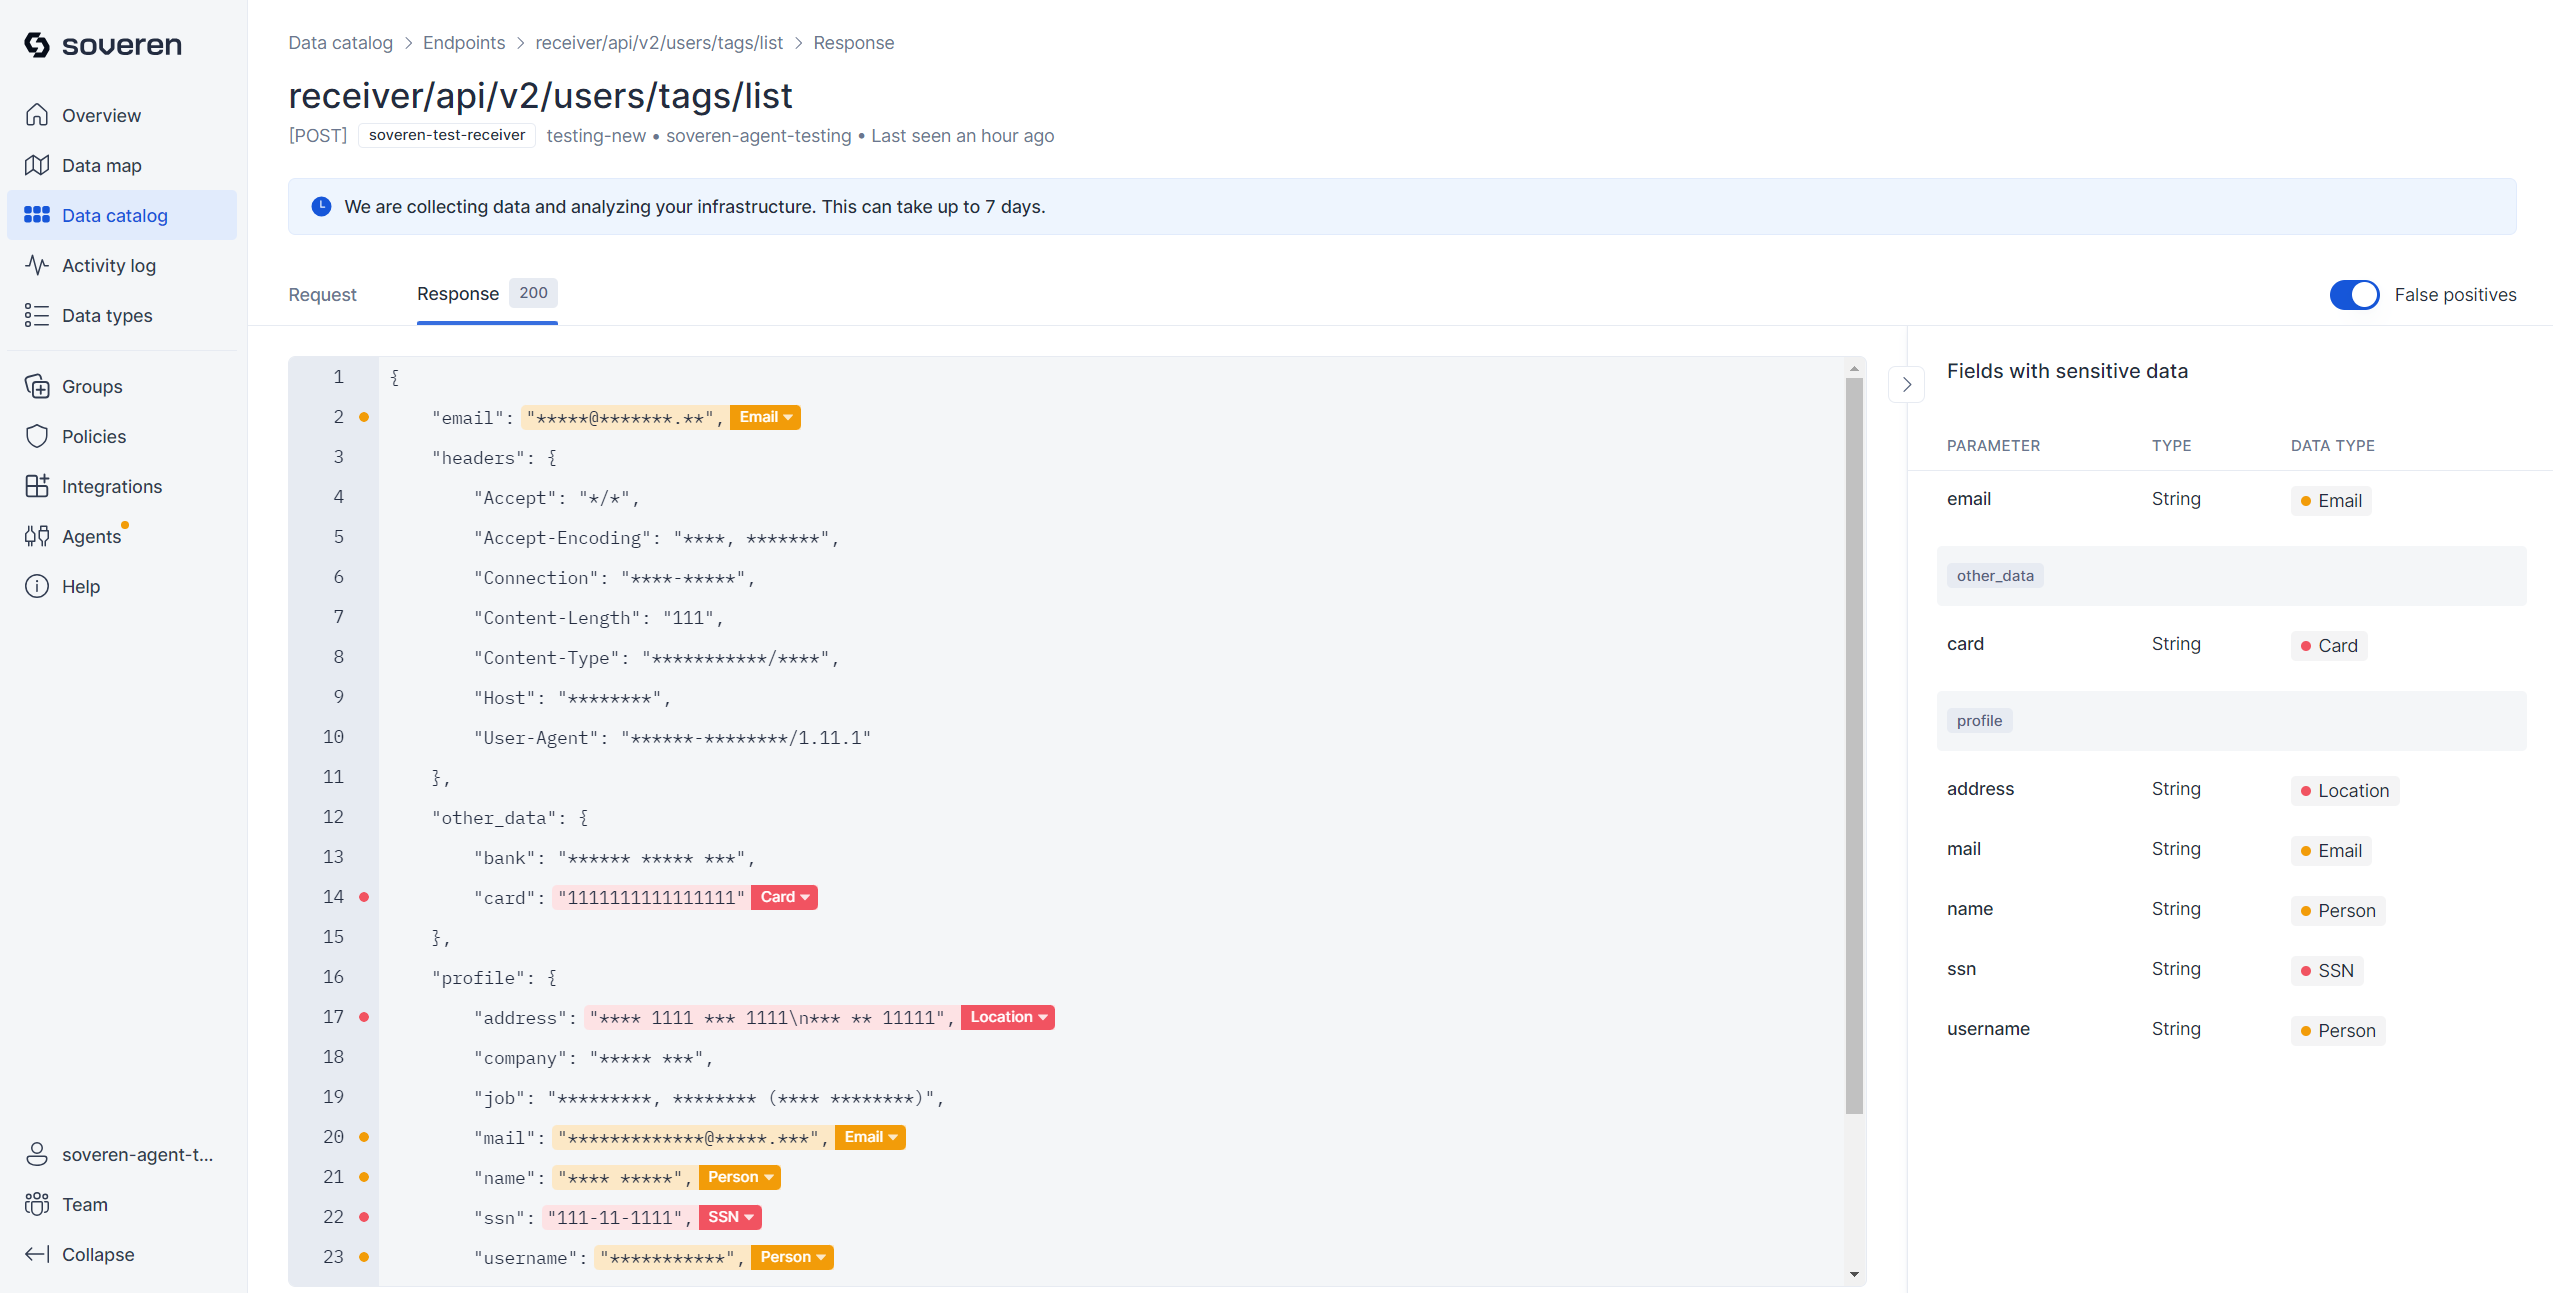 soveren
Overview
Data map
Data catalog
Activity log
Data types
Groups
Policies
Integrations
Agents
Help
soveren-agent-t...
Team
Collapse
Data catalog > Endpoints > receiver/api/v2/users/tags/list > Response
receiver/api/v2/users/tags/list
[POST] soveren-test-receiver testing-new • soveren-agent-testing • Last seen an hour ago
We are collecting data and analyzing your infrastructure. This can take up to 7 days.
Request Response 200 False positives
1 {
2 "email": "*****@*******.**", Email
3 "headers": {
4 "Accept": "*/*",
5 "Accept-Encoding": "****, *******",
6 "Connection": "****-*****",
7 "Content-Length": "111",
8 "Content-Type": "***********/****",
9 "Host": "********",
10 "User-Agent": "******-********/1.11.1"
11 },
12 "other_data": {
13 "bank": "****** ***** ***",
14 "card": "1111111111111111" Card
15 },
16 "profile": {
17 "address": "**** 1111 *** 1111\n*** ** 11111", Location
18 "company": "***** ***",
19 "job": "*********, ******** (**** ********)",
20 "mail": "*************@*****.***", Email
21 "name": "**** *****", Person
22 "ssn": "111-11-1111", SSN
23 "username": "***********", Person
Fields with sensitive data
PARAMETER TYPE DATA TYPE
email String Email
other_data
card String Card
profile
address String Location
mail String Email
name String Person
ssn String SSN
username String Person